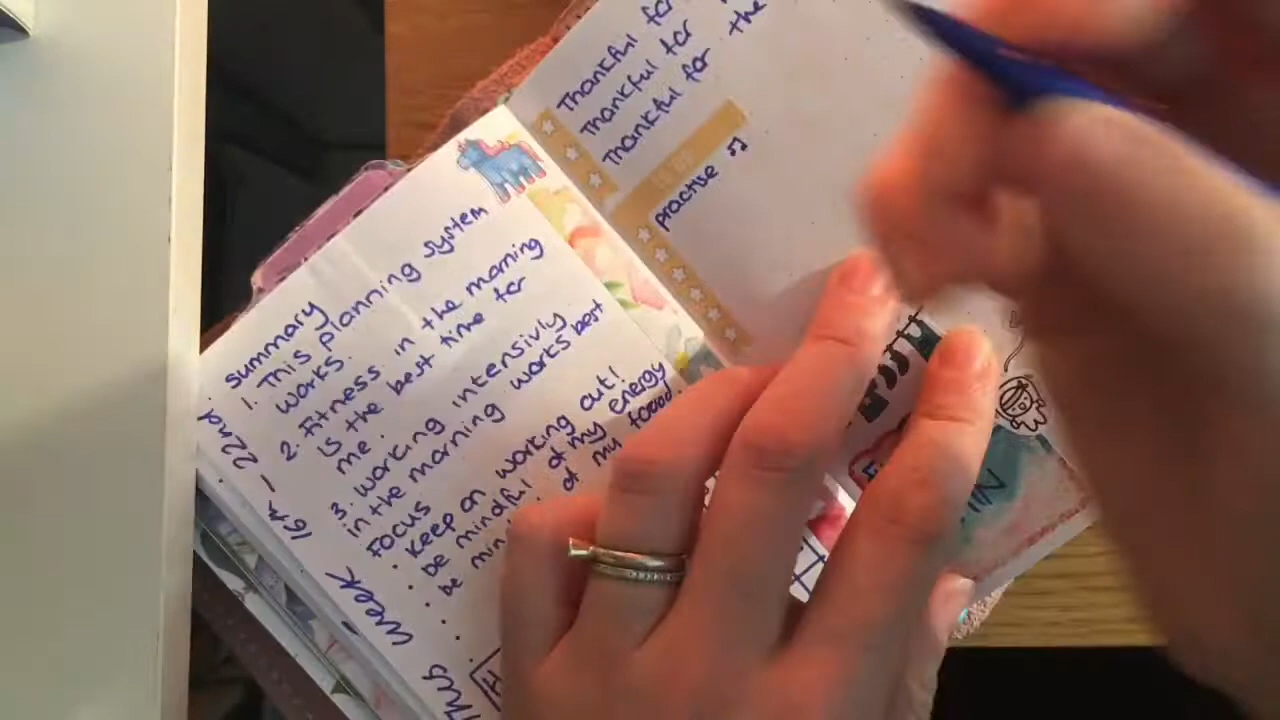 Thankful for
Thankful for
Thankful for the
practise ♫
This week 16th - 22nd
summary
1. This planning system
works.
2. Fitness. in the morning
is the best time for
me.
3. working intensivly
in the morning works best
Focus
• Keep on working out!
• be mindful of my energy
• be of my foood.